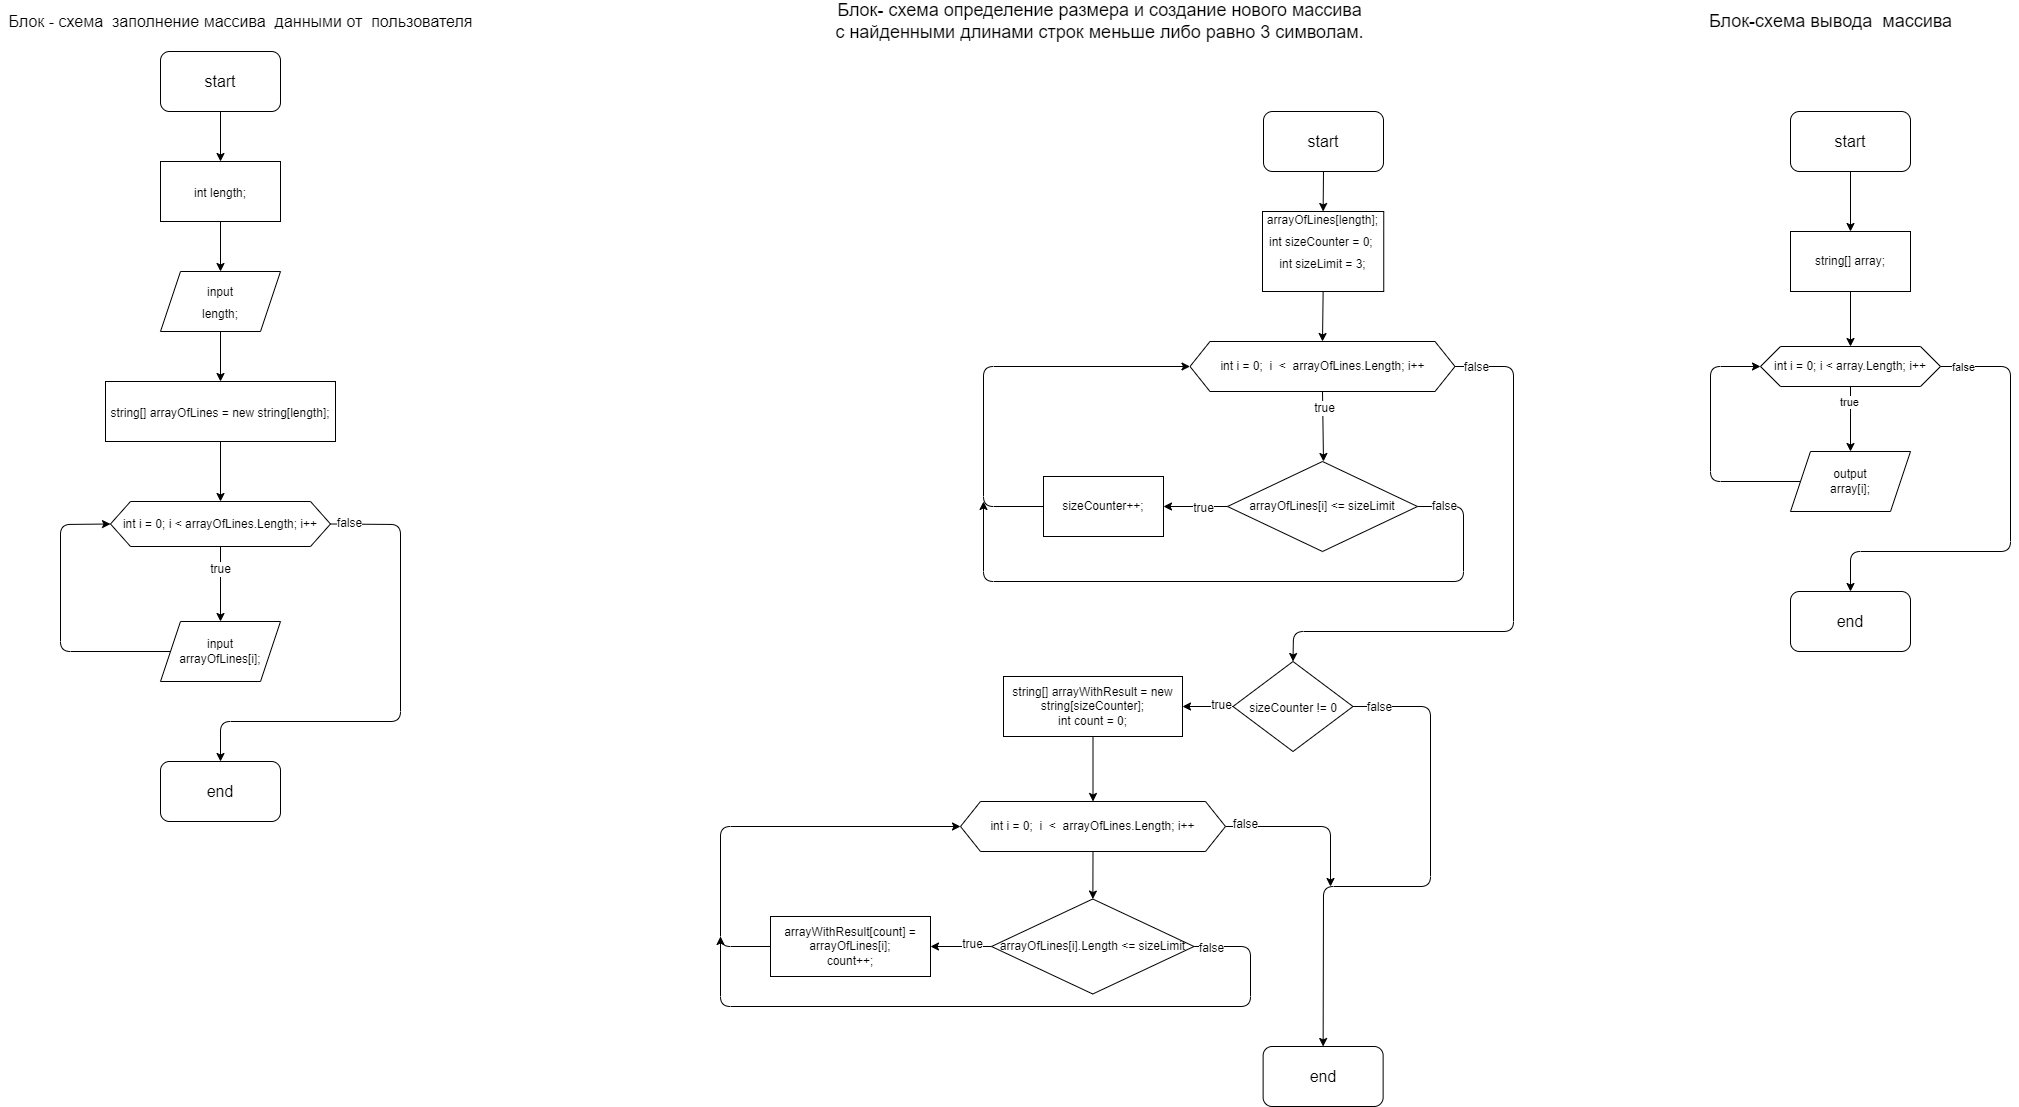 Блок - схема  заполнение массива  данными от  пользователя
start
int length;
input
length;
string[] arrayOfLines = new string[length];
int i = 0; i < arrayOfLines.Length; i++
false
true
input
arrayOfLines[i];
end
Блок- схема определение размера и создание нового массива
с найденными длинами строк меньше либо равно 3 символам.
start
arrayOfLines[length];
int sizeCounter = 0;
int sizeLimit = 3;
int i = 0;  i  <  arrayOfLines.Length; i++
false
true
sizeCounter++;
true
arrayOfLines[i] <= sizeLimit
false
string[] arrayWithResult = new
string[sizeCounter];
int count = 0;
true
sizeCounter != 0
false
int i = 0;  i  <  arrayOfLines.Length; i++
false
arrayWithResult[count] =
arrayOfLines[i];
count++;
true
arrayOfLines[i].Length <= sizeLimit
false
end
Блок-схема вывода  массива
start
string[] array;
int i = 0; i < array.Length; i++
false
true
output
array[i];
end